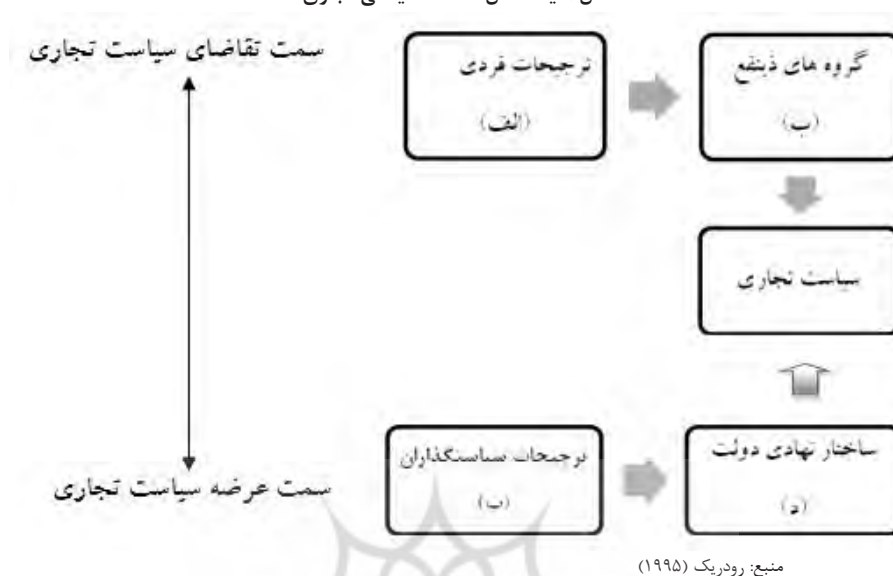 سمت تقاضای سیاست تجاری
گروه های ذینفع
(ب)
ترجیحات فردی
(الف)
سیاست تجاری
ساختار نهادی دولت
(د)
ترجیحات سیاستگذاران
(ب)
سمت عرضه سیاست تجاری
منبع: رودریک (۱۹۹۵)